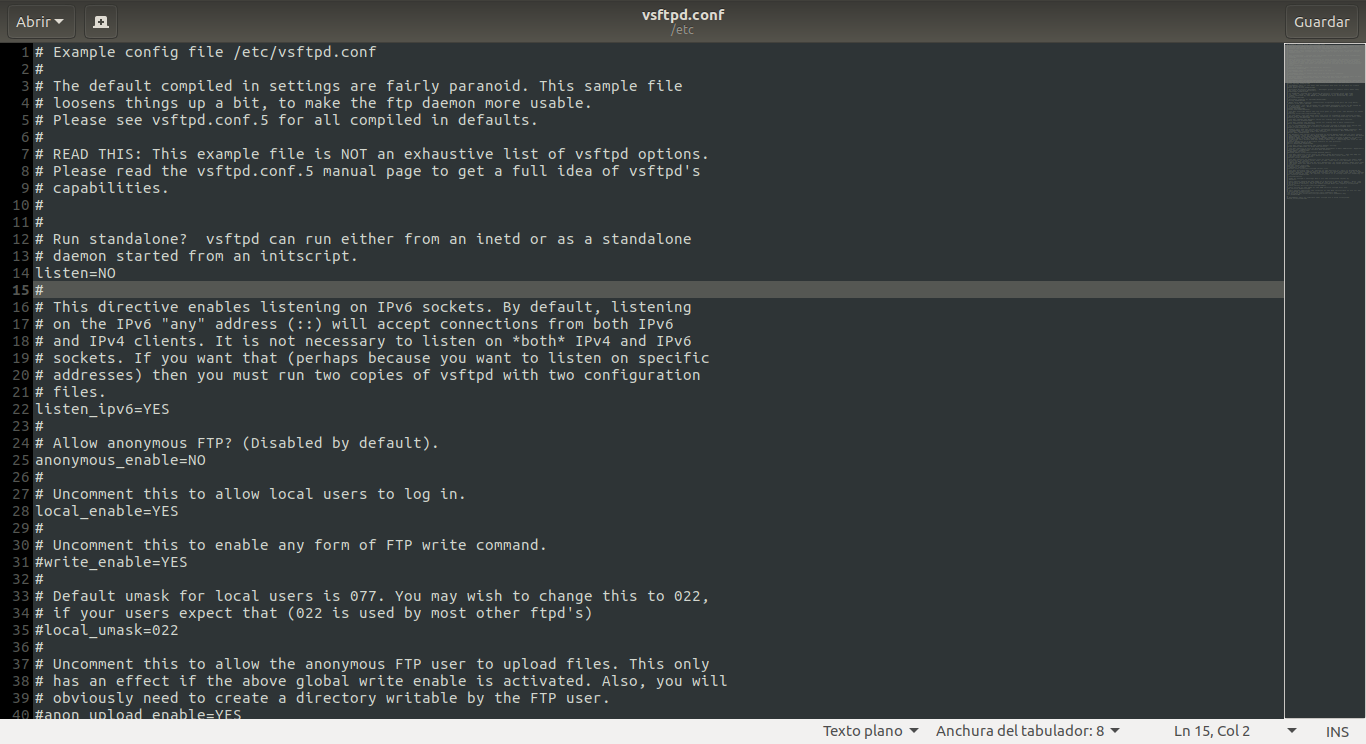 Abrir
vsftpd.conf
/etc
Guardar
1 # Example config file /etc/vsftpd.conf
2 #
3 # The default compiled in settings are fairly paranoid. This sample file
4 # loosens things up a bit, to make the ftp daemon more usable.
5 # Please see vsftpd.conf.5 for all compiled in defaults.
6 #
7 # READ THIS: This example file is NOT an exhaustive list of vsftpd options.
8 # Please read the vsftpd.conf.5 manual page to get a full idea of vsftpd's
9 # capabilities.
10 #
11 #
12 # Run standalone?  vsftpd can run either from an inetd or as a standalone
13 # daemon started from an initscript.
14 listen=NO
15 #
16 # This directive enables listening on IPv6 sockets. By default, listening
17 # on the IPv6 "any" address (::) will accept connections from both IPv6
18 # and IPv4 clients. It is not necessary to listen on *both* IPv4 and IPv6
19 # sockets. If you want that (perhaps because you want to listen on specific
20 # addresses) then you must run two copies of vsftpd with two configuration
21 # files.
22 listen_ipv6=YES
23 #
24 # Allow anonymous FTP? (Disabled by default).
25 anonymous_enable=NO
26 #
27 # Uncomment this to allow local users to log in.
28 local_enable=YES
29 #
30 # Uncomment this to enable any form of FTP write command.
31 #write_enable=YES
32 #
33 # Default umask for local users is 077. You may wish to change this to 022,
34 # if your users expect that (022 is used by most other ftpd's)
35 #local_umask=022
36 #
37 # Uncomment this to allow the anonymous FTP user to upload files. This only
38 # has an effect if the above global write enable is activated. Also, you will
39 # obviously need to create a directory writable by the FTP user.
40 #anon_upload_enable=YES
Texto plano
Anchura del tabulador: 8
Ln 15, Col 2
INS